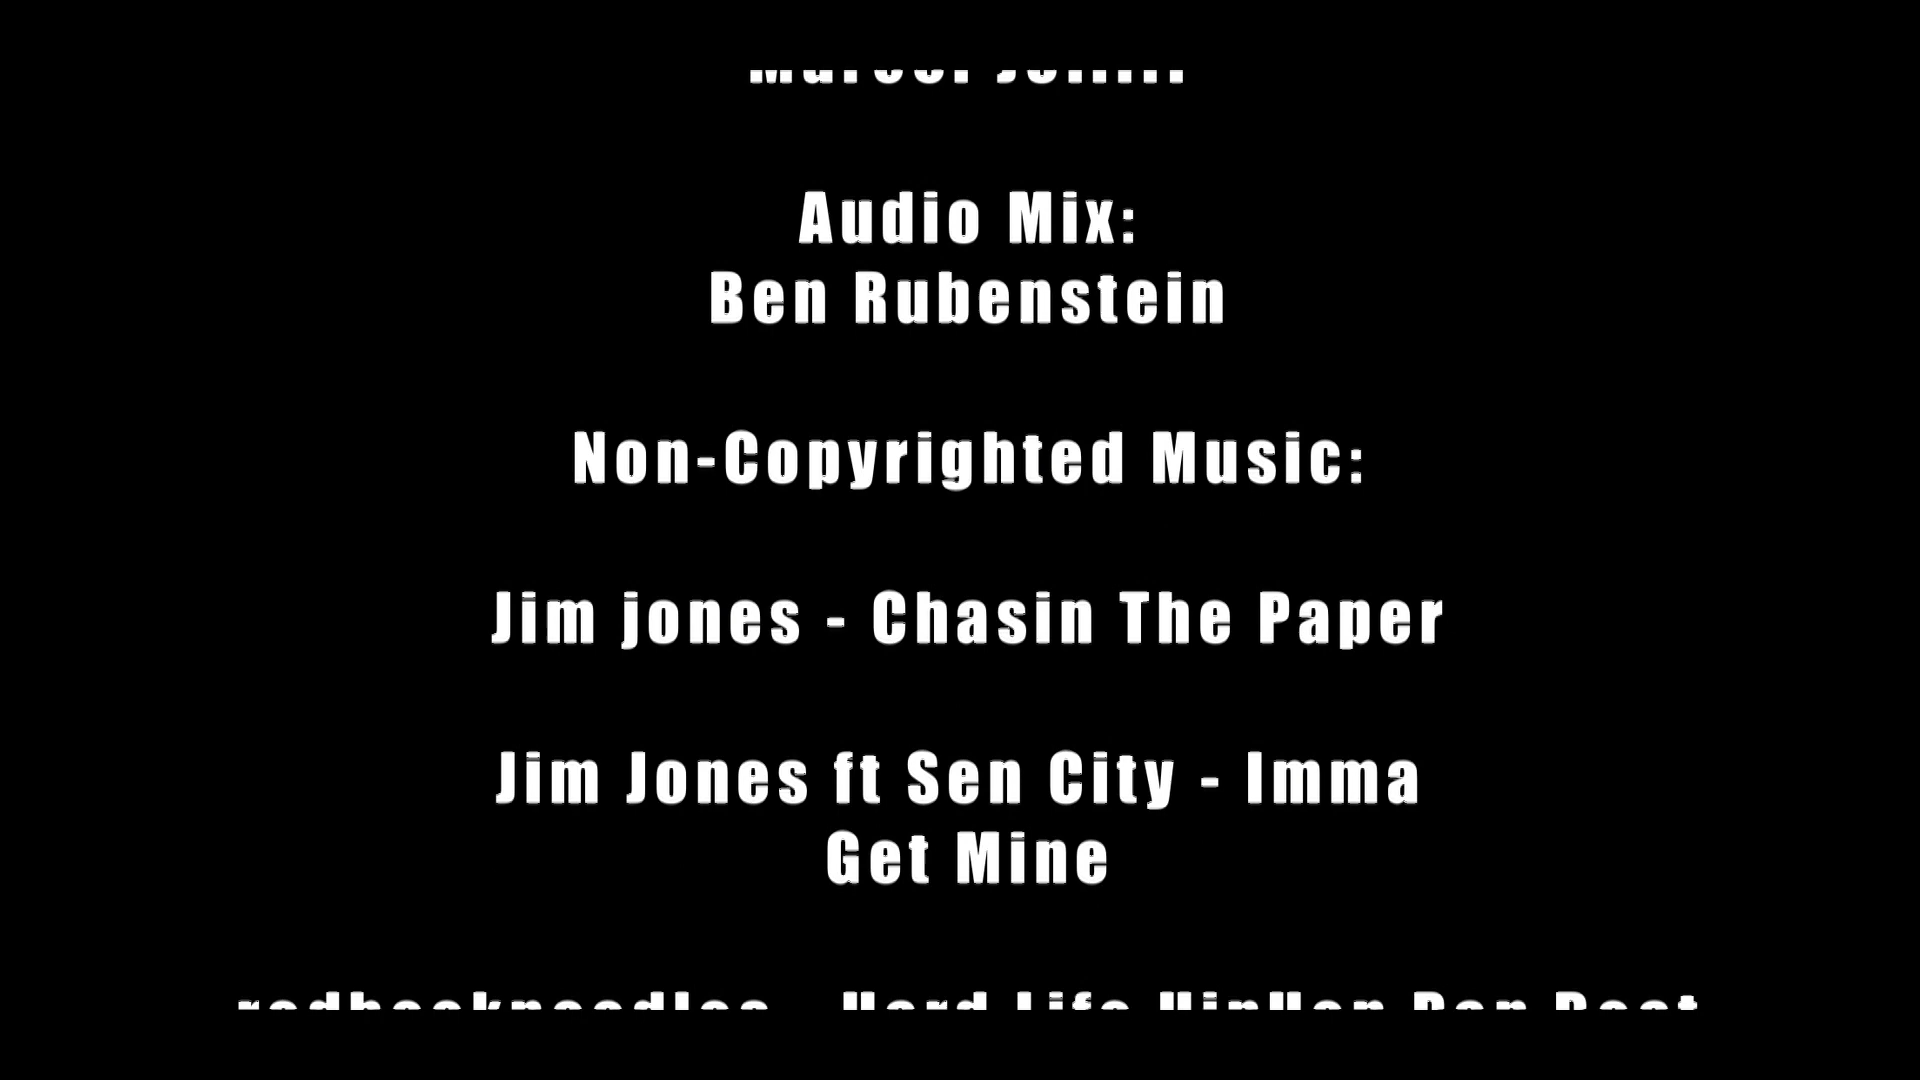 Audio Mix:
Ben Rubenstein
Non-Copyrighted Music:
Jim jones - Chasin The Paper
Jim Jones ft Sen City - Imma
Get Mine